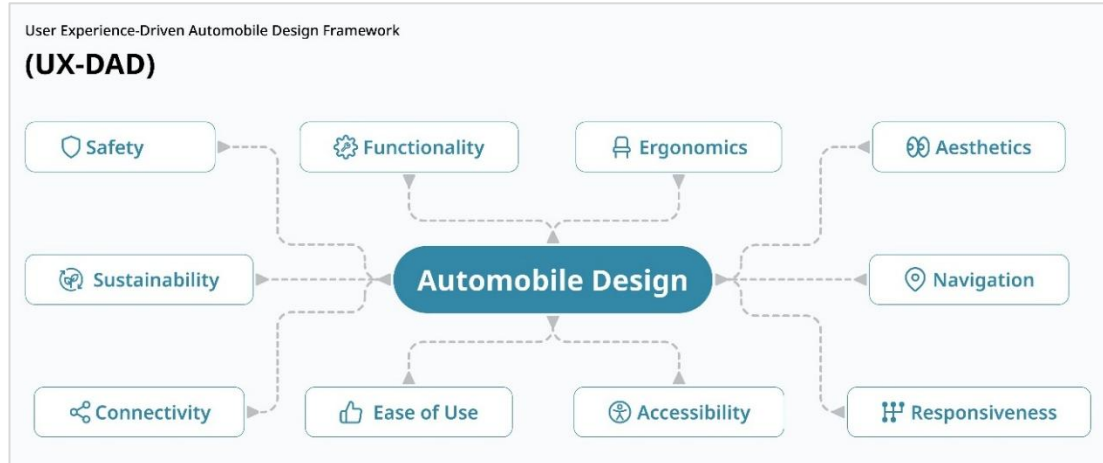 User Experience-Driven Automobile Design Framework
(UX-DAD)
Safety
Functionality
Ergonomics
Aesthetics
Sustainability
Automobile Design
Navigation
Connectivity
Ease of Use
Accessibility
Responsiveness